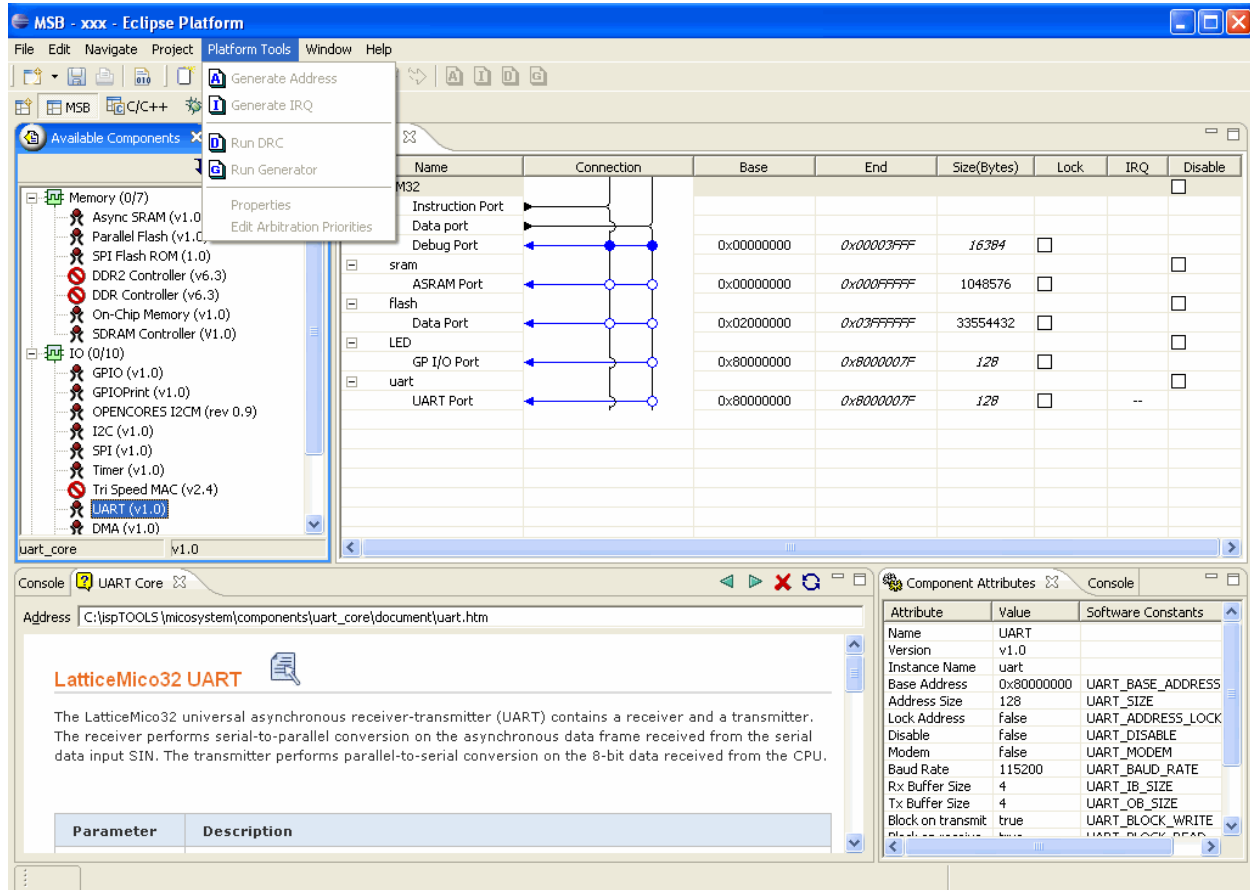 MSB - xxx - Eclipse Platform
File Edit Navigate Project Platform Tools Window Help
A I D G
MSB C/C++
A Generate Address
I Generate IRQ
D Run DRC
G Run Generator
Properties
Edit Arbitration Priorities
Available Components
Memory (0/7)
Async SRAM (v1.0
Parallel Flash (v1.0
SPI Flash ROM (1.0)
DDR2 Controller (v6.3)
DDR Controller (v6.3)
On-Chip Memory (v1.0)
SDRAM Controller (V1.0)
IO (0/10)
GPIO (v1.0)
GPIOPrint (v1.0)
OPENCORES I2CM (rev 0.9)
I2C (v1.0)
SPI (v1.0)
Timer (v1.0)
Tri Speed MAC (v2.4)
UART (v1.0)
DMA (v1.0)
uart_core v1.0
Name Connection Base End Size(Bytes) Lock IRQ Disable
M32
Instruction Port
Data port
Debug Port 0x00000000 0x00003FFF 16384
sram
ASRAM Port 0x00000000 0x000FFFFF 1048576
flash
Data Port 0x02000000 0x03FFFFFF 33554432
LED
GP I/O Port 0x80000000 0x8000007F 128
uart
UART Port 0x80000000 0x8000007F 128 --
Console UART Core
Address C:\ispTOOLS\micosystem\components\uart_core\document\uart.htm
LatticeMico32 UART
The LatticeMico32 universal asynchronous receiver-transmitter (UART) contains a receiver and a transmitter.
The receiver performs serial-to-parallel conversion on the asynchronous data frame received from the serial
data input SIN. The transmitter performs parallel-to-serial conversion on the 8-bit data received from the CPU.
Parameter Description
Component Attributes Console
Attribute Value Software Constants
Name UART
Version v1.0
Instance Name uart
Base Address 0x80000000 UART_BASE_ADDRESS
Address Size 128 UART_SIZE
Lock Address false UART_ADDRESS_LOCK
Disable false UART_DISABLE
Modem false UART_MODEM
Baud Rate 115200 UART_BAUD_RATE
Rx Buffer Size 4 UART_IB_SIZE
Tx Buffer Size 4 UART_OB_SIZE
Block on transmit true UART_BLOCK_WRITE